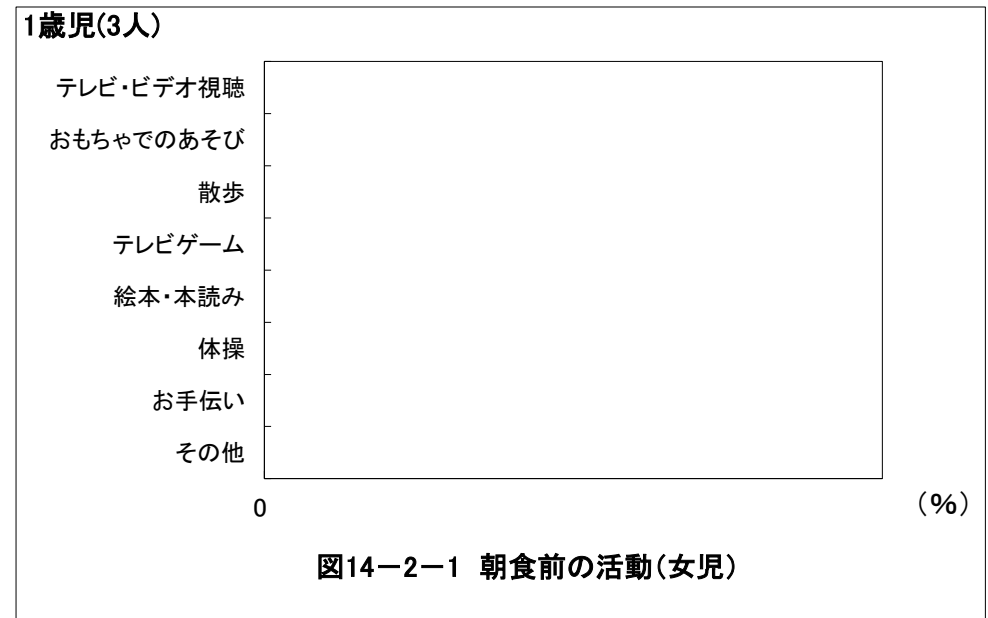 1歳児(3人)
テレビ・ビデオ視聴
おもちゃでのあそび
散歩
テレビゲーム
絵本・本読み
体操
お手伝い
その他
0
(%)
図14－2－1 朝食前の活動(女児)